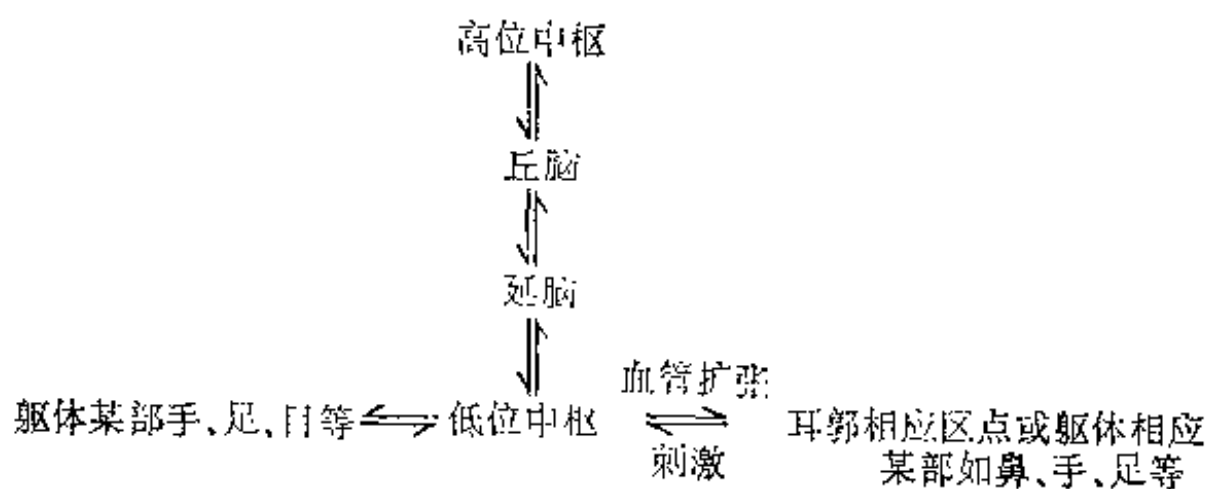 高位中枢
丘脑
延脑
血管扩张
躯体某部手、足、目等
低位中枢
刺激
耳郭相应区点或躯体相应
某部如鼻、手、足等